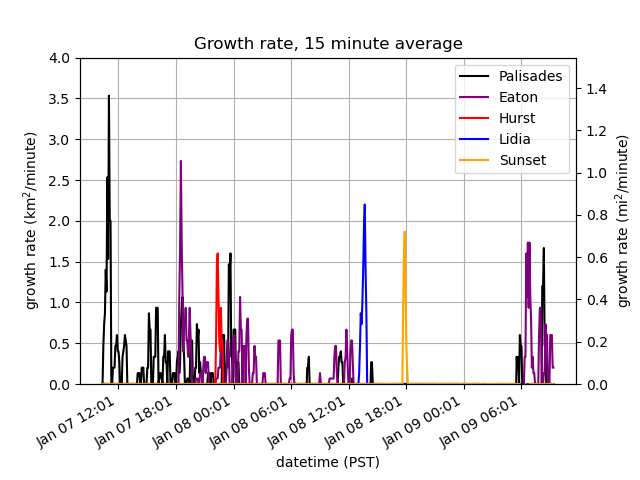 Growth rate, 15 minute average
growth rate (km²/minute)
4.0
3.5
3.0
2.5
2.0
1.5
1.0
0.5
0.0
Palisades
Eaton
Hurst
Lidia
Sunset
1.4
1.2
1.0
0.8
0.6
0.4
0.2
0.0
growth rate (mi²/minute)
Jan 07 12:01
Jan 07 18:01
Jan 08 00:01
Jan 08 06:01
Jan 08 12:01
Jan 08 18:01
Jan 09 00:01
Jan 09 06:01
datetime (PST)